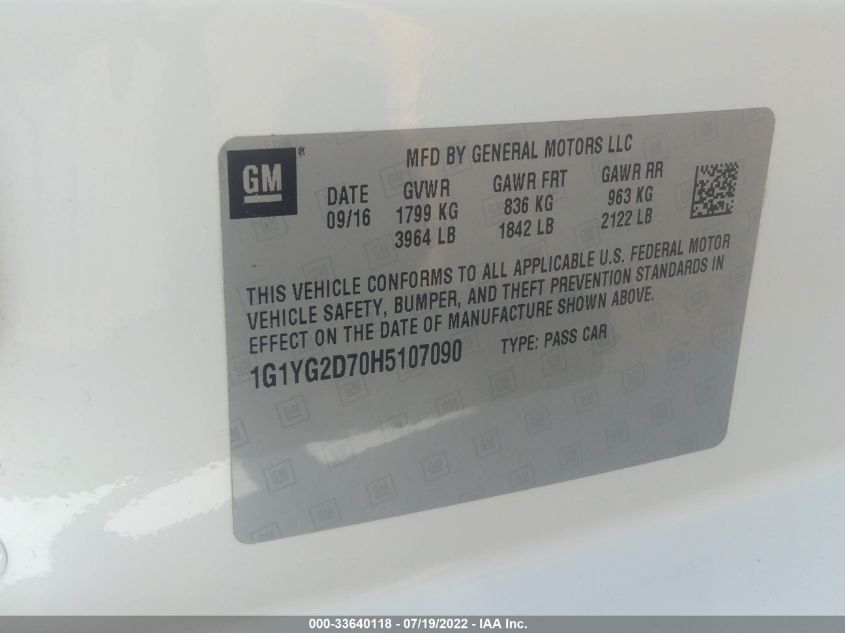 GM®
MFD BY GENERAL MOTORS LLC
DATE GVWR GAWR FRT GAWR RR
09/16 1799 KG 836 KG 963 KG
3964 LB 1842 LB 2122 LB
THIS VEHICLE CONFORMS TO ALL APPLICABLE U.S. FEDERAL MOTOR
VEHICLE SAFETY, BUMPER, AND THEFT PREVENTION STANDARDS IN
EFFECT ON THE DATE OF MANUFACTURE SHOWN ABOVE.
1G1YG2D70H5107090 TYPE: PASS CAR
000-33640118 - 07/19/2022 - IAA Inc.